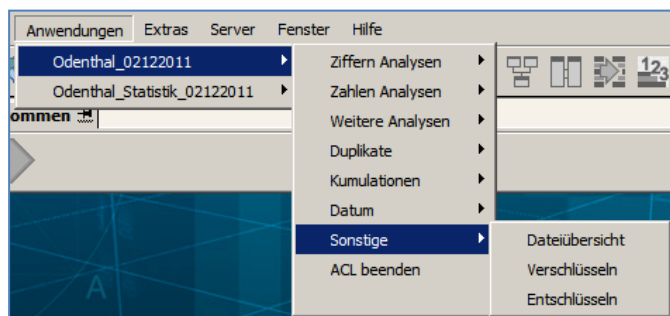 Anwendungen Extras Server Fenster Hilfe
Odenthal_02122011
Odenthal_Statistik_02122011
ommen
Ziffern Analysen
Zahlen Analysen
Weitere Analysen
Duplikate
Kumulationen
Datum
Sonstige
ACL beenden
Dateiübersicht
Verschlüsseln
Entschlüsseln
123
A